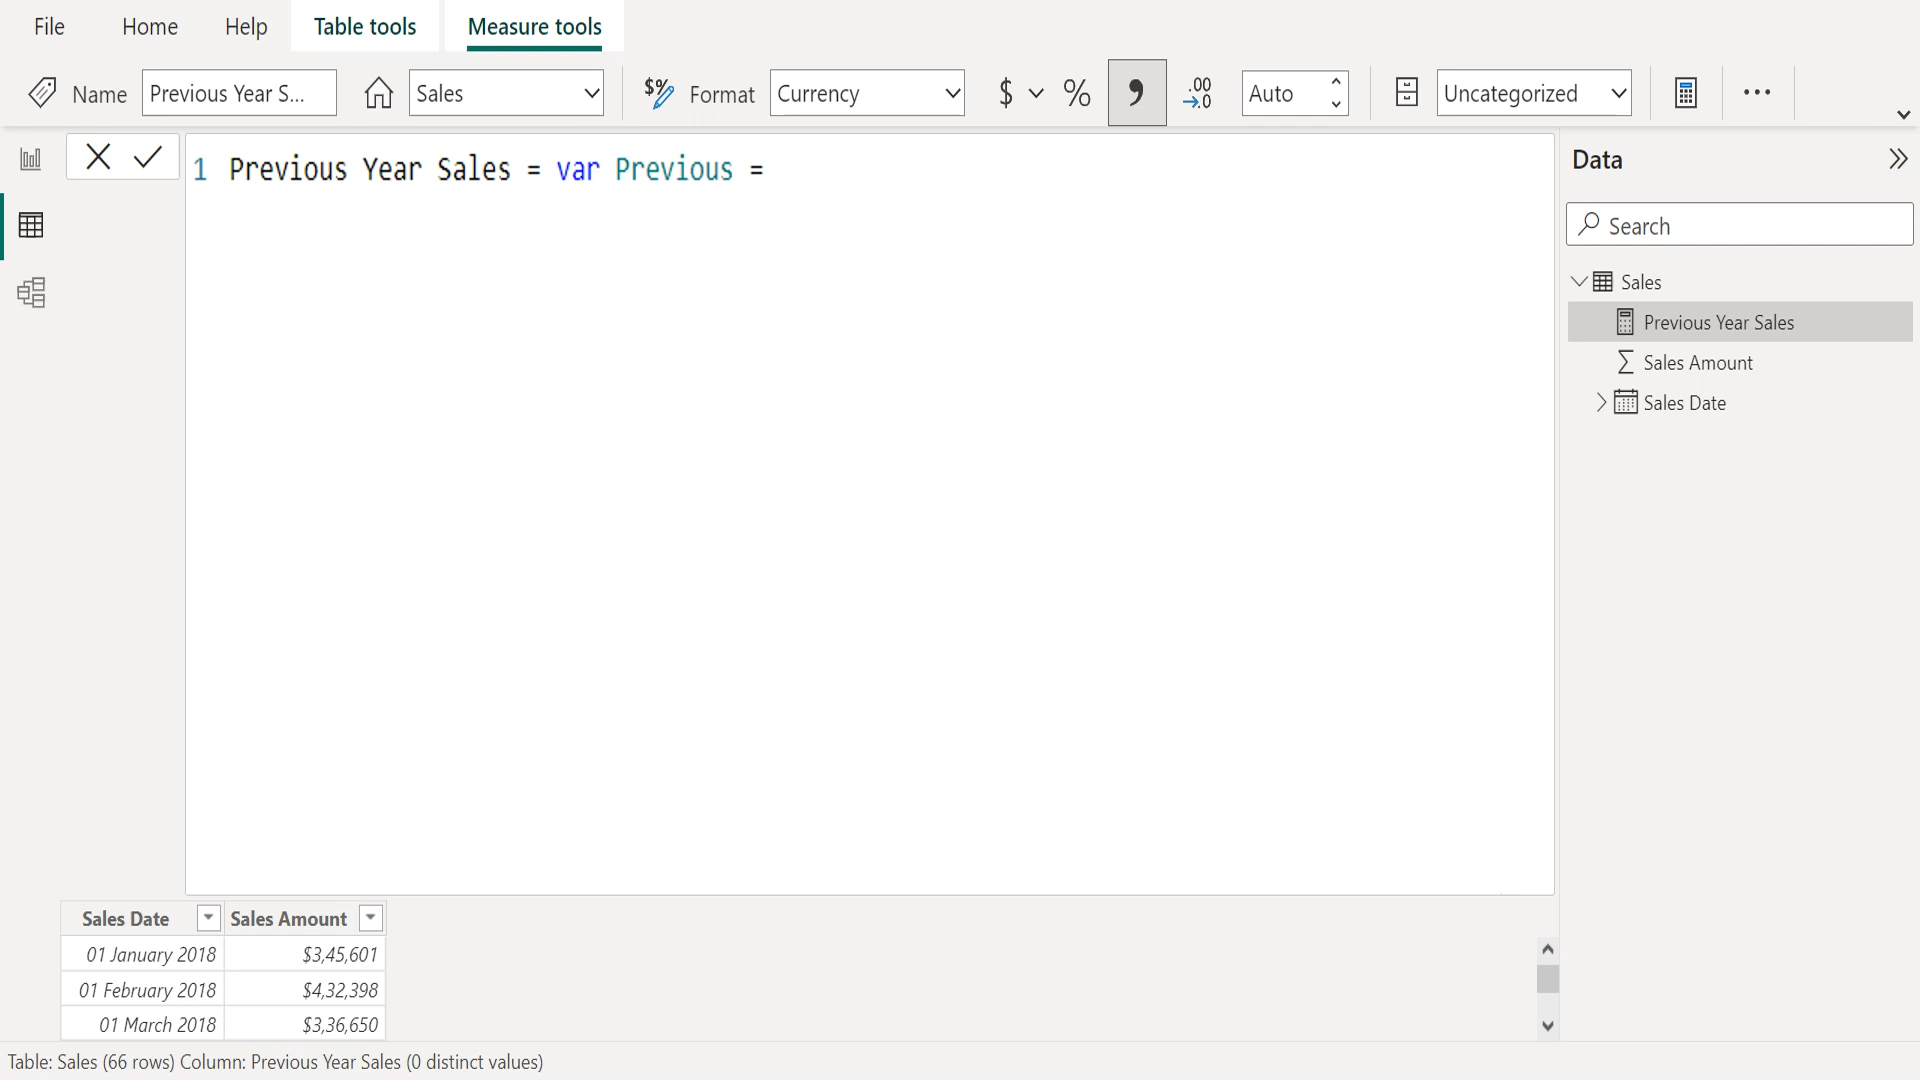 File Home Help Table tools Measure tools
Name Previous Year S... Sales $% Format Currency $ % , .00 .0 Auto Uncategorized ...
1 Previous Year Sales = var Previous =
Data
Search
Sales
Previous Year Sales
Sales Amount
Sales Date
Sales Date Sales Amount
01 January 2018 $3,45,601
01 February 2018 $4,32,398
01 March 2018 $3,36,650
Table: Sales (66 rows) Column: Previous Year Sales (0 distinct values)